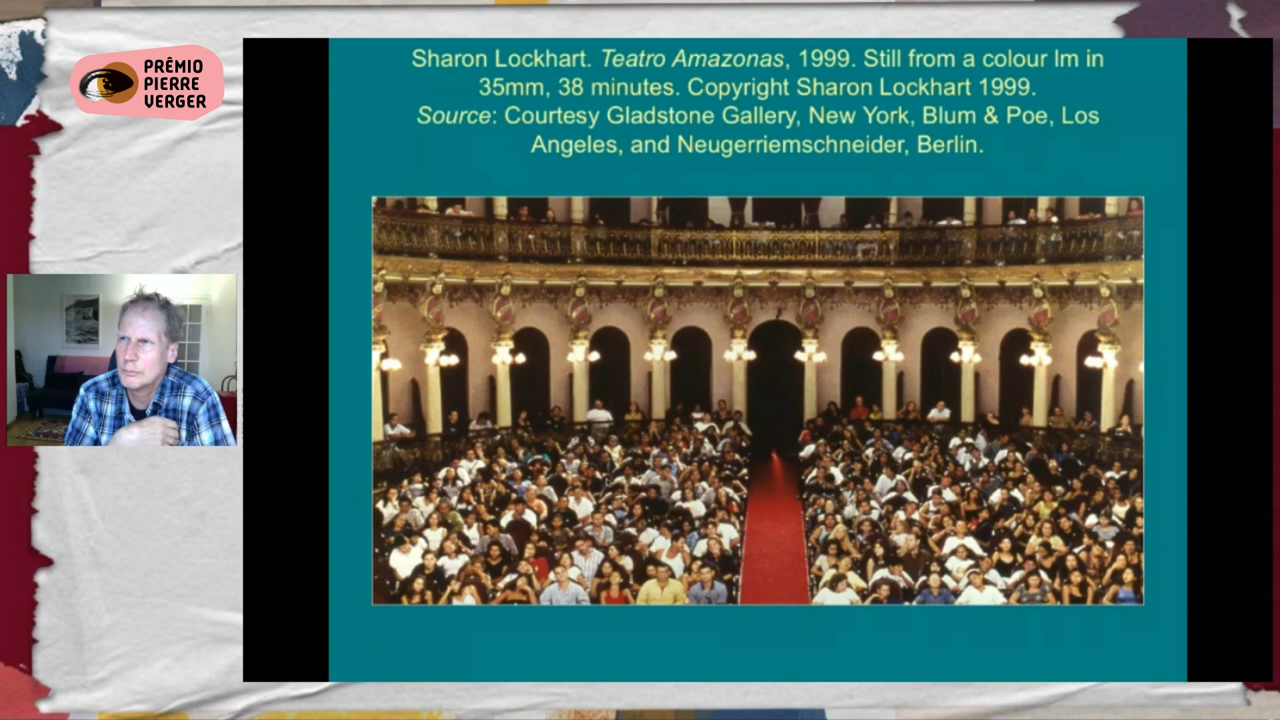 PRÊMIO
PIERRE
VERGER
Sharon Lockhart. Teatro Amazonas, 1999. Still from a colour lm in
35mm, 38 minutes. Copyright Sharon Lockhart 1999.
Source: Courtesy Gladstone Gallery, New York, Blum & Poe, Los
Angeles, and Neugerriemschneider, Berlin.